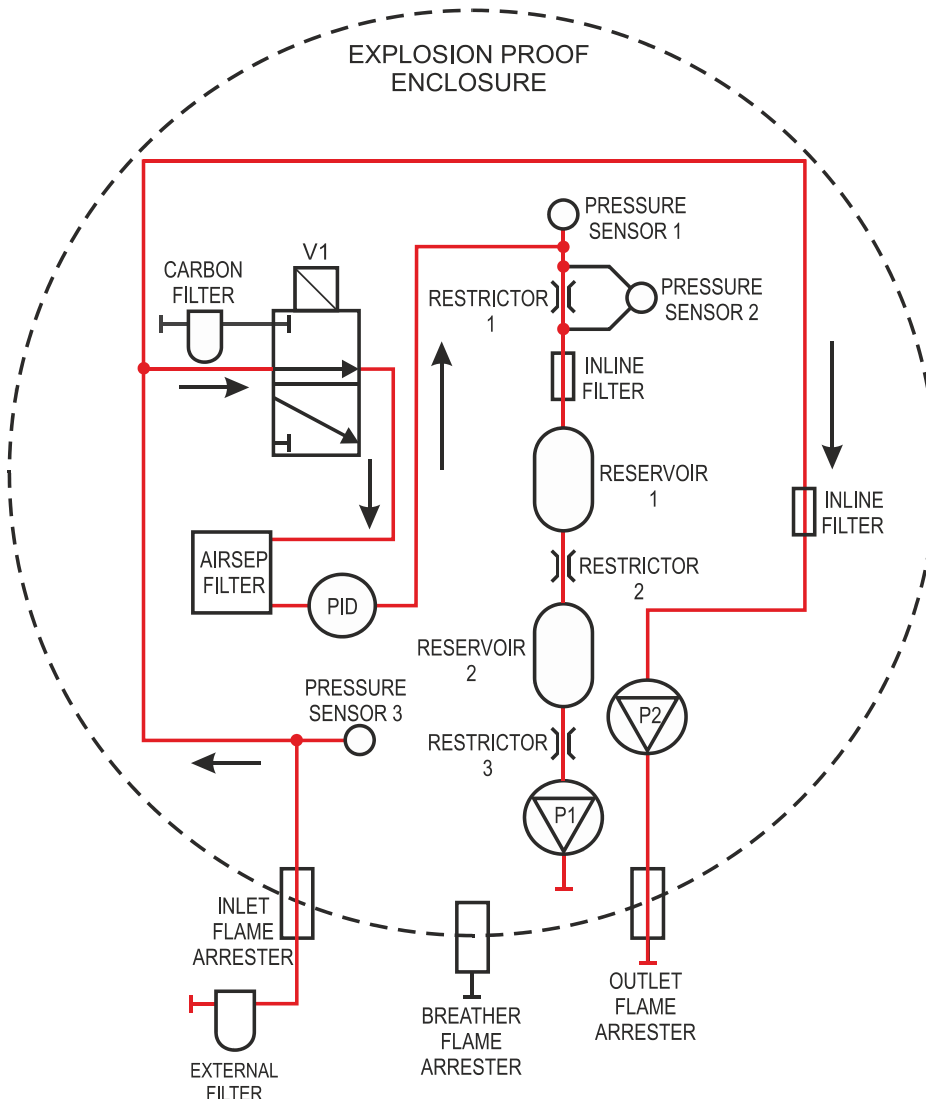 EXPLOSION PROOF
ENCLOSURE
PRESSURE
SENSOR 1
V1
CARBON
FILTER
RESTRICTOR
1
PRESSURE
SENSOR 2
INLINE
FILTER
RESERVOIR
1
INLINE
FILTER
AIRSEP
FILTER
PID
RESTRICTOR
2
RESERVOIR
2
PRESSURE
SENSOR 3
P2
RESTRICTOR
3
P1
INLET
FLAME
ARRESTER
OUTLET
FLAME
ARRESTER
BREATHER
FLAME
ARRESTER
EXTERNAL
FILTER